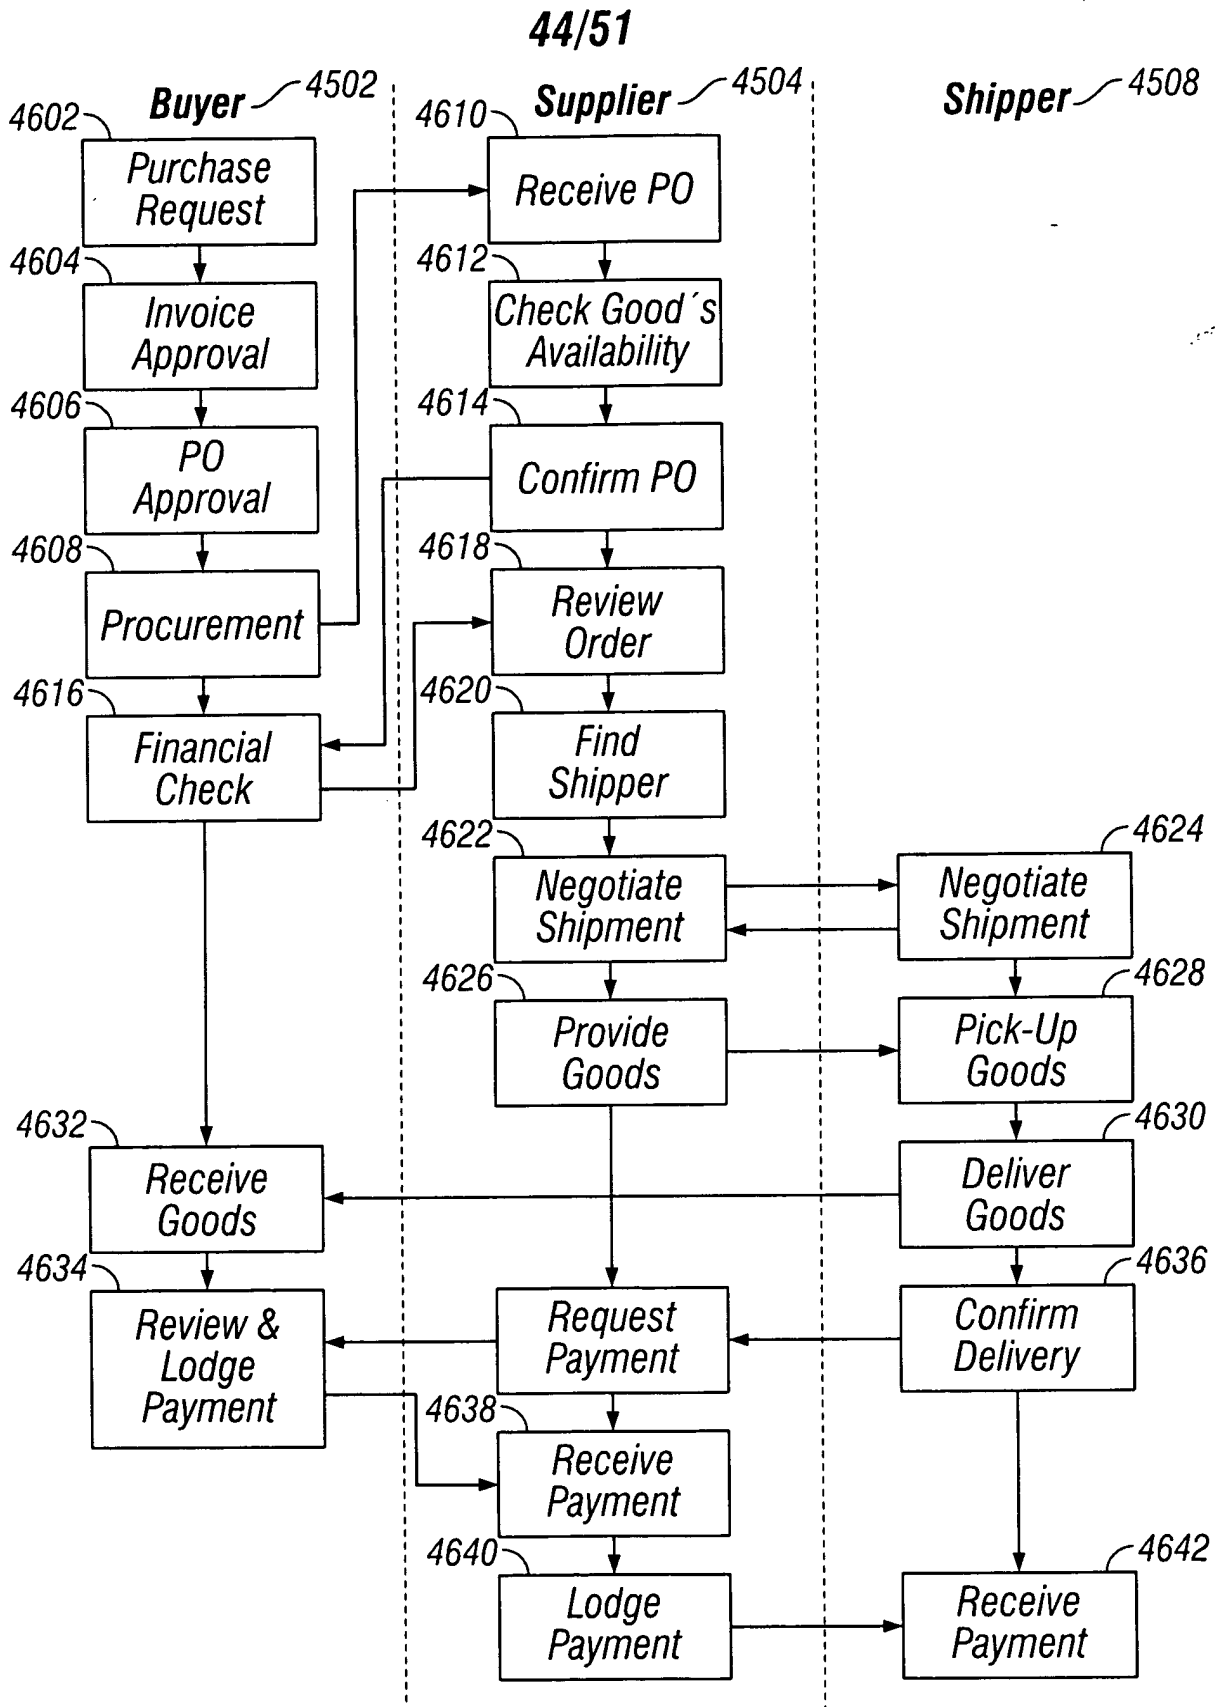 44/51
Buyer 4502
Supplier 4504
Shipper 4508
4602
Purchase
Request
4604
Invoice
Approval
4606
PO
Approval
4608
Procurement
4616
Financial
Check
4632
Receive
Goods
4634
Review &
Lodge
Payment
4610
Receive PO
4612
Check Good´s
Availability
4614
Confirm PO
4618
Review
Order
4620
Find
Shipper
4622
Negotiate
Shipment
4626
Provide
Goods
Request
Payment
4638
Receive
Payment
4640
Lodge
Payment
4624
Negotiate
Shipment
4628
Pick-Up
Goods
4630
Deliver
Goods
4636
Confirm
Delivery
4642
Receive
Payment